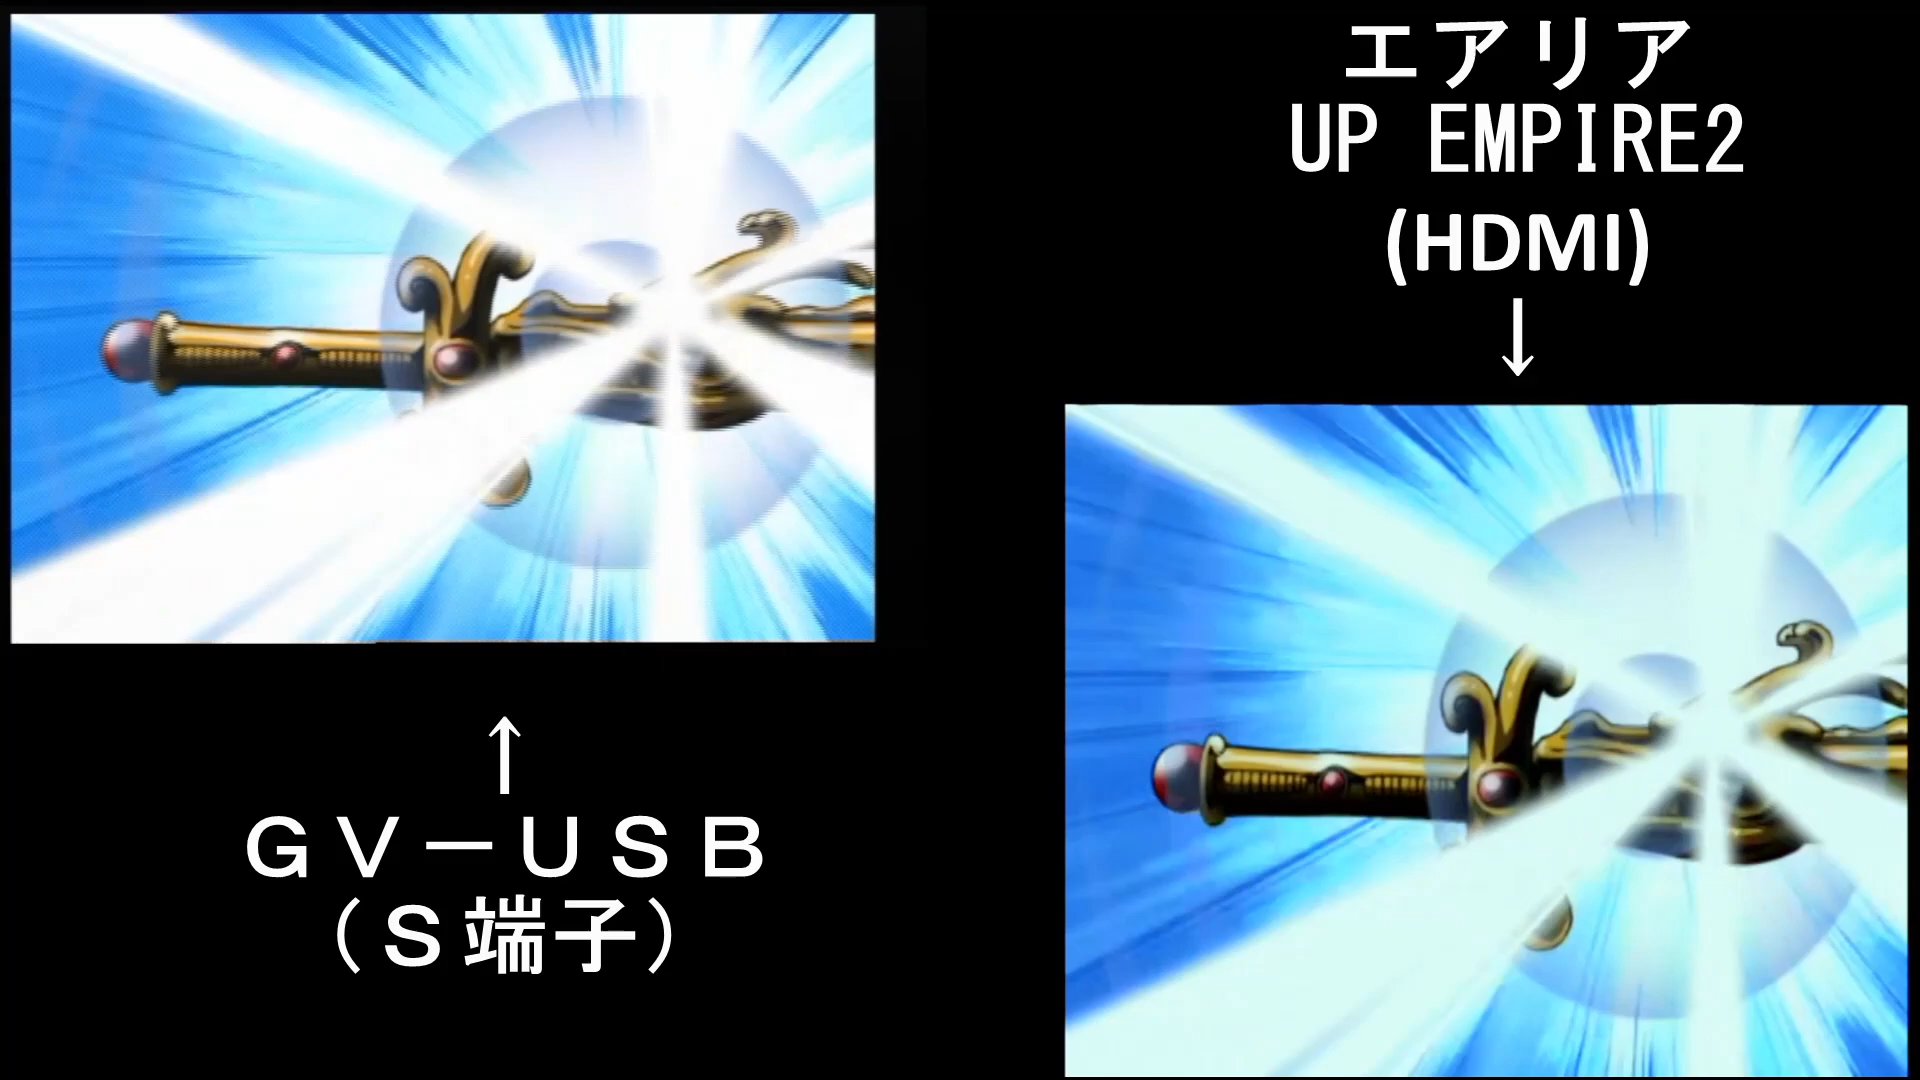 エアリア
UP EMPIRE2
(HDMI)
↓
↑
GV－USB
（S端子）